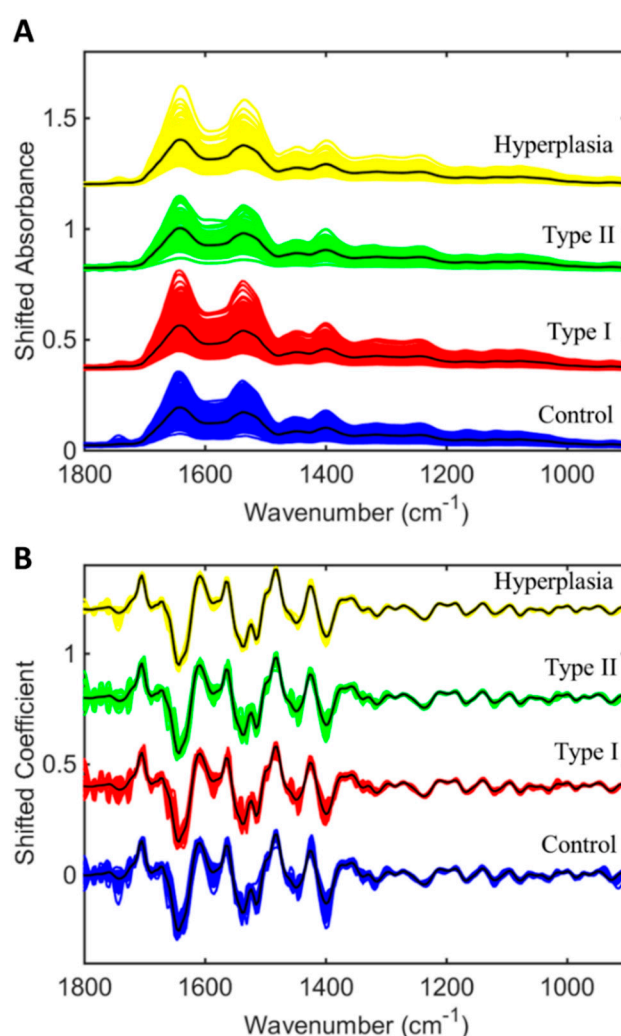 A
Shifted Absorbance
1.5
1
0.5
0
Hyperplasia
Type II
Type I
Control
1800 1600 1400 1200 1000
Wavenumber (cm⁻¹)
B
Shifted Coefficient
1
0.5
0
Hyperplasia
Type II
Type I
Control
1800 1600 1400 1200 1000
Wavenumber (cm⁻¹)